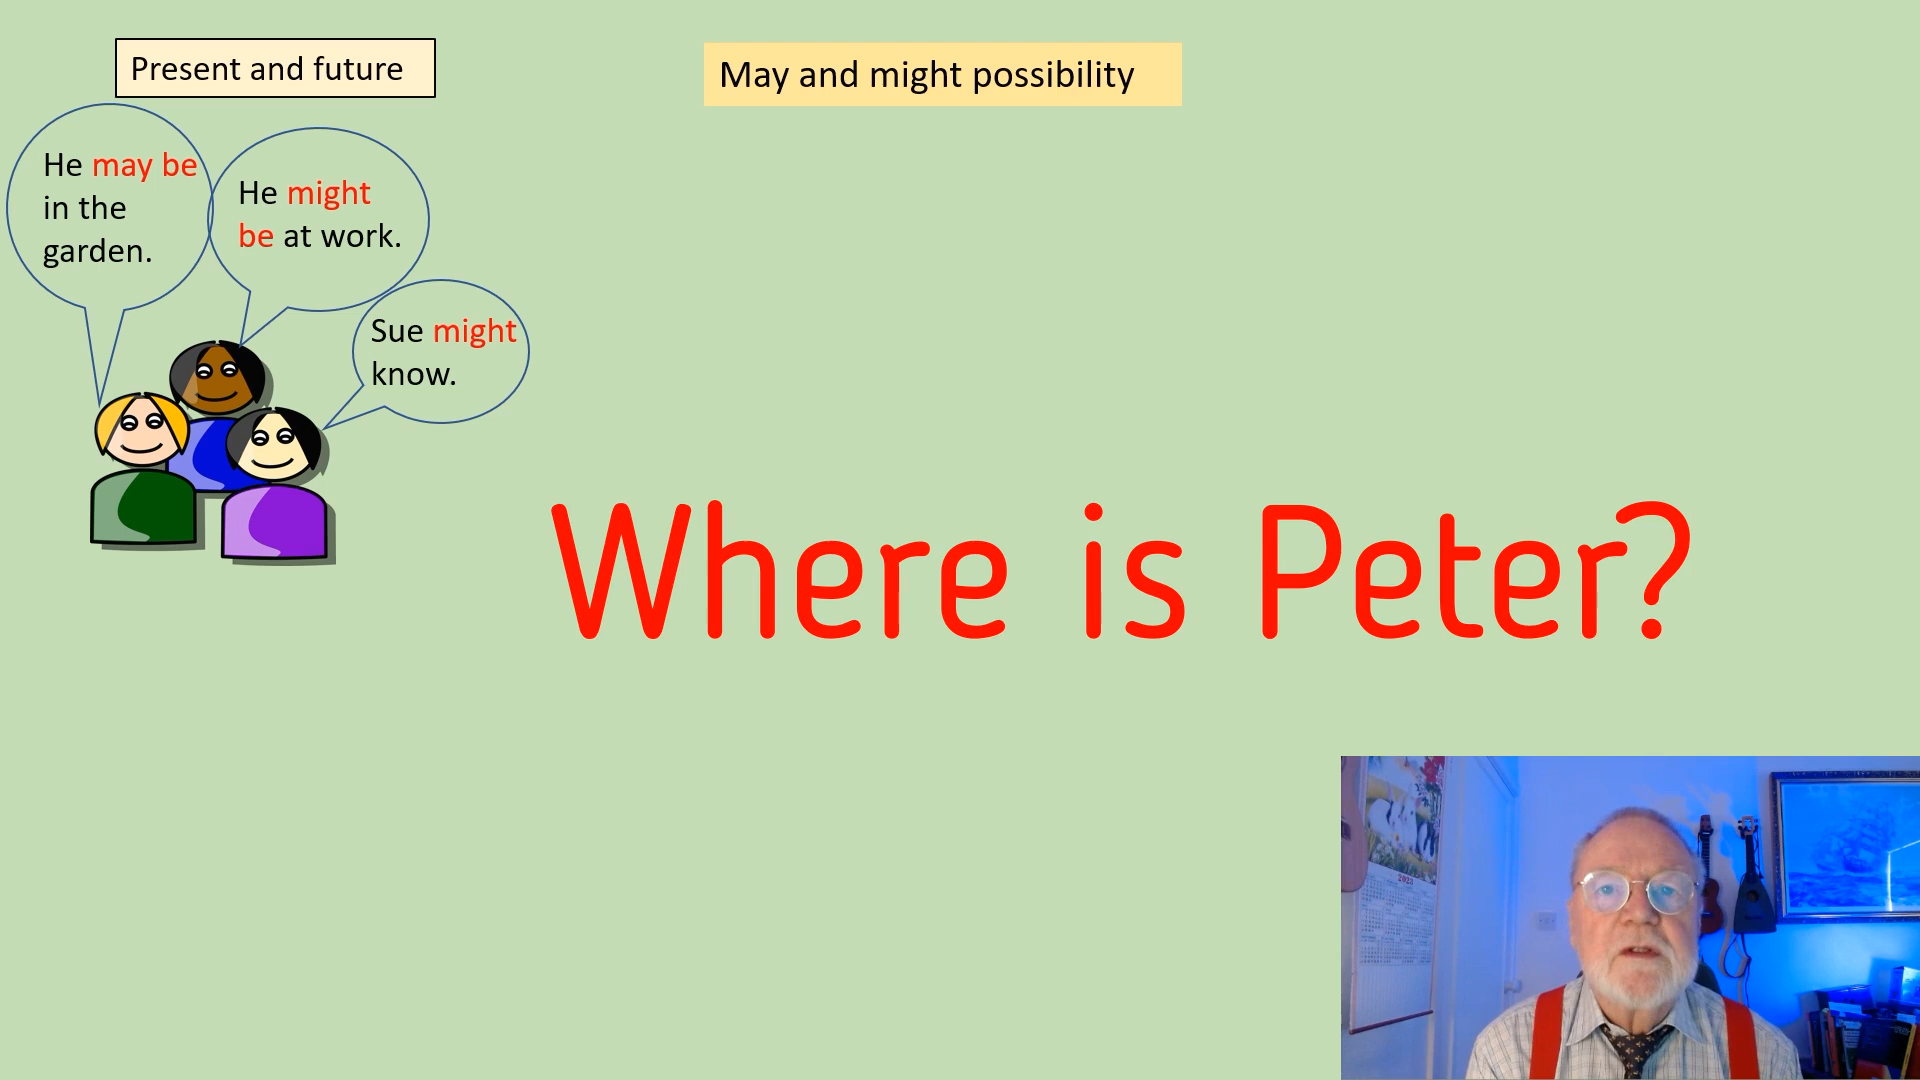 Present and future
May and might possibility
He may be
in the
garden.
He might
be at work.
Sue might
know.
Where is Peter?
2023